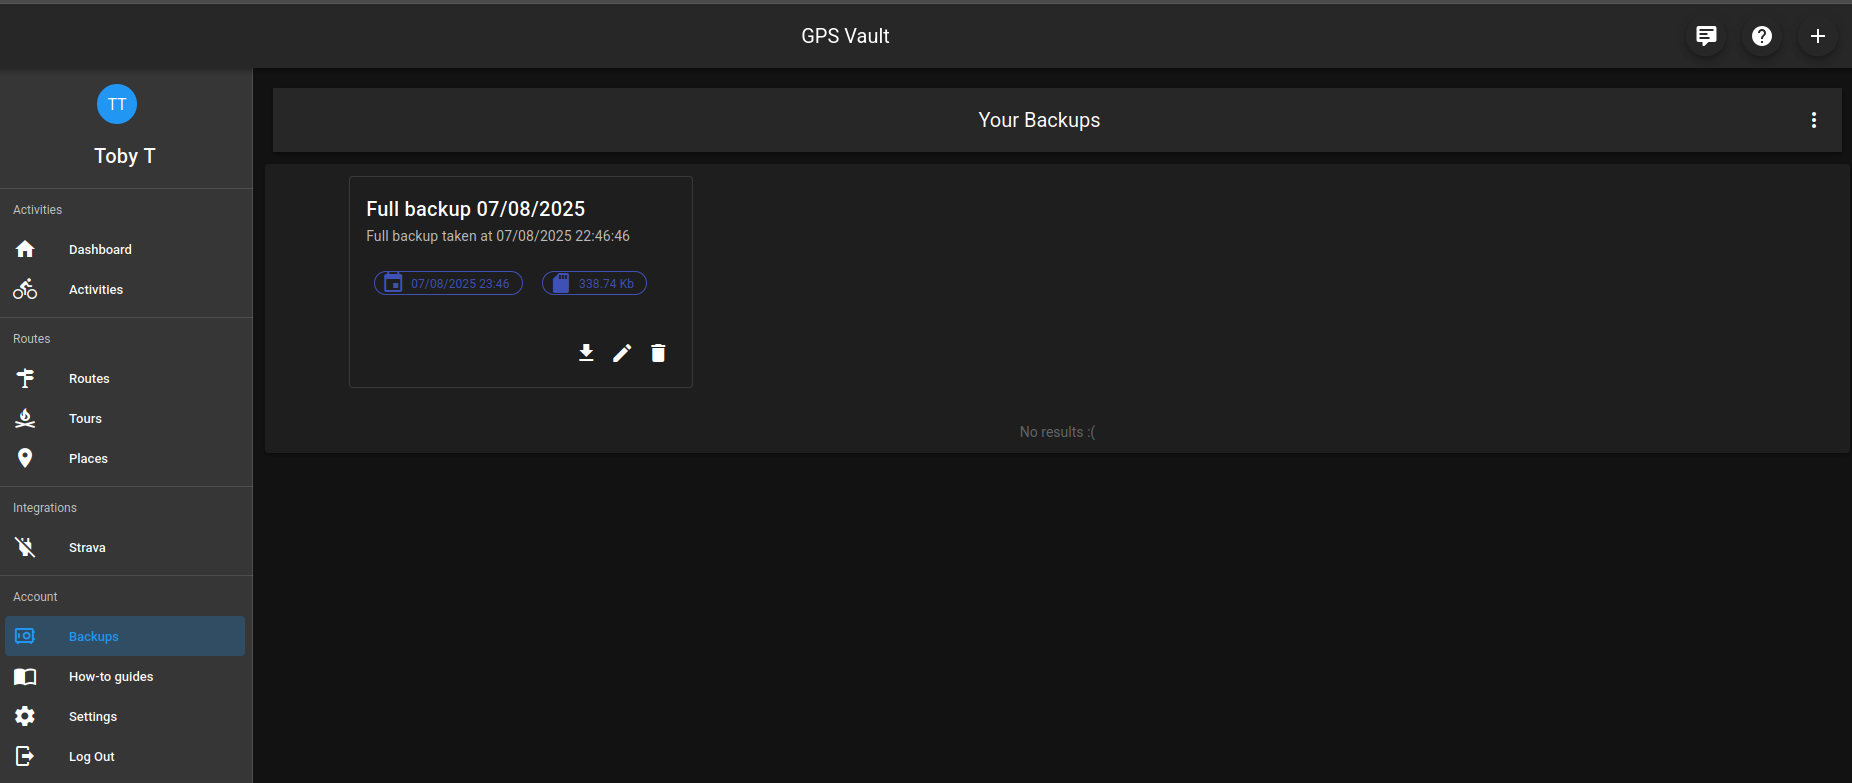 GPS Vault
TT
Toby T
Activities
Dashboard
Activities
Routes
Routes
Tours
Places
Integrations
Strava
Account
Backups
How-to guides
Settings
Log Out
Your Backups
Full backup 07/08/2025
Full backup taken at 07/08/2025 22:46:46
07/08/2025 23:46
338.74 Kb
No results :(